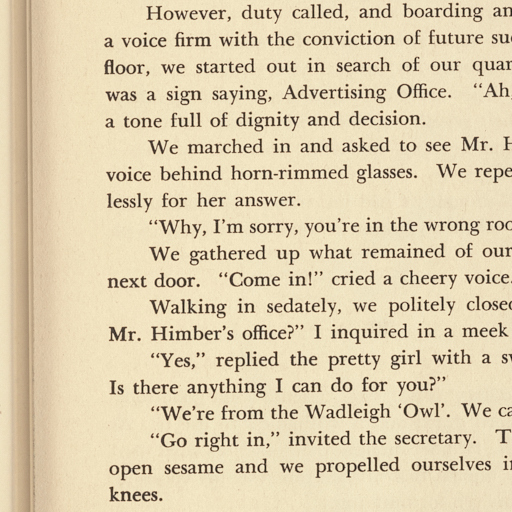 However, duty called, and boarding an
a voice firm with the conviction of future su
floor, we started out in search of our quar
was a sign saying, Advertising Office. “Ah,
a tone full of dignity and decision.
We marched in and asked to see Mr. H
voice behind horn-rimmed glasses. We repe
lessly for her answer.
“Why, I’m sorry, you’re in the wrong roo
We gathered up what remained of our
next door. “Come in!” cried a cheery voice.
Walking in sedately, we politely close
Mr. Himber’s office?” I inquired in a meek
“Yes,” replied the pretty girl with a s
Is there anything I can do for you?”
“We’re from the Wadleigh ‘Owl’. We ca
“Go right in,” invited the secretary. T
open sesame and we propelled ourselves i
knees.